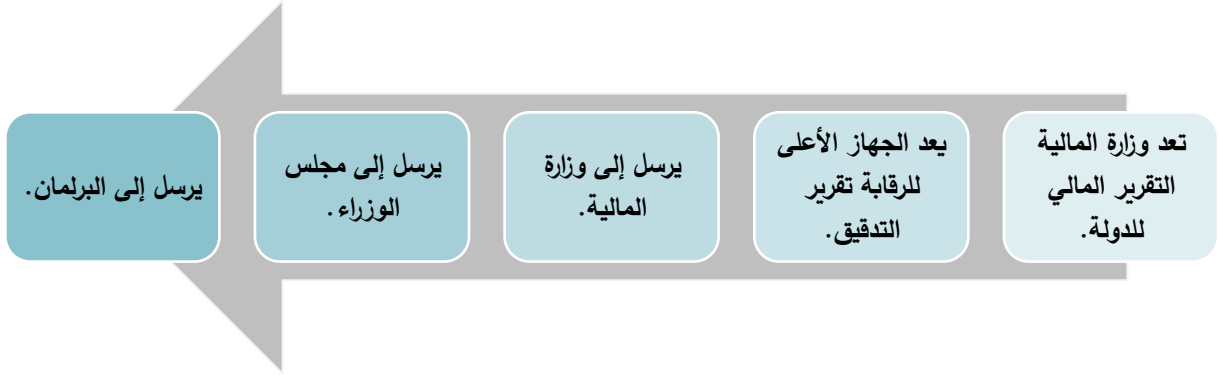 تعد وزارة المالية
التقرير المالي
للدولة.
يعد الجهاز الأعلى
للرقابة تقرير
التدقيق.
يرسل إلى وزارة
المالية.
يرسل إلى مجلس
الوزراء.
يرسل إلى البرلمان.